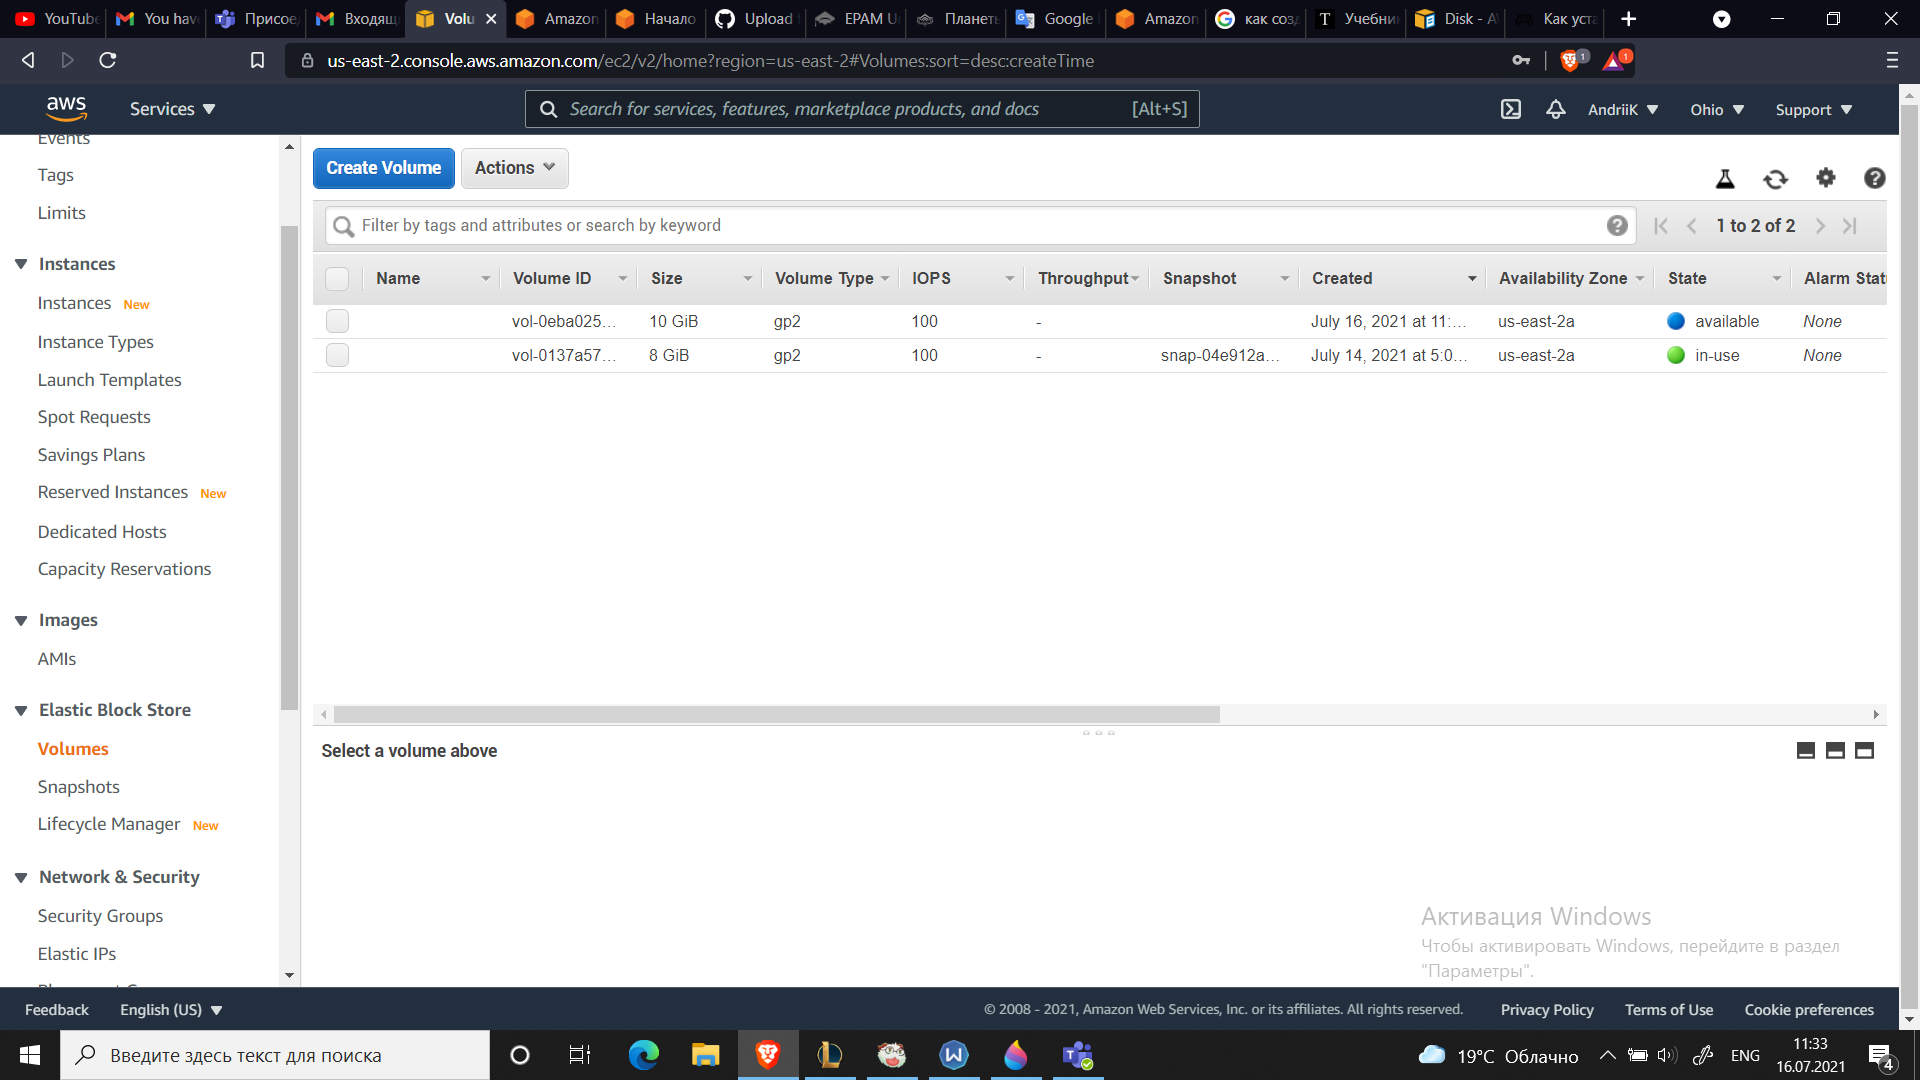 YouTube
You hav
Присое
Входящ
Volu
Amazon
Начало
Upload f
EPAM U
Планет
Google
Amazon
как созд
Учебни
Disk - A
Как уста
us-east-2.console.aws.amazon.com/ec2/v2/home?region=us-east-2#Volumes:sort=desc:createTime
1
1
aws
Services
Search for services, features, marketplace products, and docs
[Alt+S]
AndriiK
Ohio
Support
Events
Tags
Limits
Instances
Instances New
Instance Types
Launch Templates
Spot Requests
Savings Plans
Reserved Instances New
Dedicated Hosts
Capacity Reservations
Images
AMIs
Elastic Block Store
Volumes
Snapshots
Lifecycle Manager New
Network & Security
Security Groups
Elastic IPs
Create Volume
Actions
Filter by tags and attributes or search by keyword
1 to 2 of 2
Name Volume ID Size Volume Type IOPS Throughput Snapshot Created Availability Zone State Alarm Stat
vol-0eba025... 10 GiB gp2 100 - July 16, 2021 at 11:... us-east-2a available None
vol-0137a57... 8 GiB gp2 100 - snap-04e912a... July 14, 2021 at 5:0... us-east-2a in-use None
Select a volume above
Активация Windows
Чтобы активировать Windows, перейдите в раздел
"Параметры".
Feedback
English (US)
© 2008 - 2021, Amazon Web Services, Inc. or its affiliates. All rights reserved.
Privacy Policy
Terms of Use
Cookie preferences
Введите здесь текст для поиска
19°C Облачно
ENG
11:33
16.07.2021
4